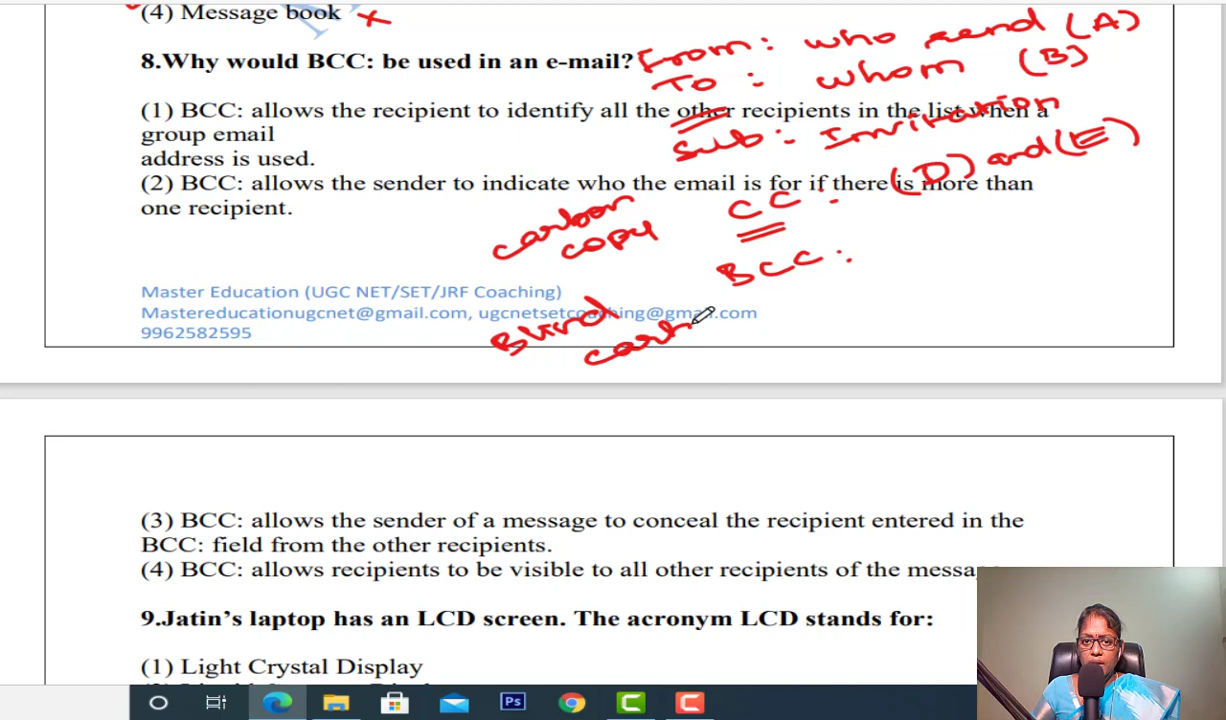 (4) Message book
8.Why would BCC: be used in an e-mail?
From: who send (A)
To : whom (B)
(1) BCC: allows the recipient to identify all the other recipients in the list when a
group email
address is used.
Sub: Invitation
(2) BCC: allows the sender to indicate who the email is for if there is more than
one recipient.
CC: (D) and (E)
carbon
copy
BCC:
Blind
carb
Master Education (UGC NET/SET/JRF Coaching)
Mastereducationugcnet@gmail.com, ugcnetsetcoaching@gmail.com
9962582595
(3) BCC: allows the sender of a message to conceal the recipient entered in the
BCC: field from the other recipients.
(4) BCC: allows recipients to be visible to all other recipients of the
9.Jatin's laptop has an LCD screen. The acronym LCD stands for:
(1) Light Crystal Display
Ps